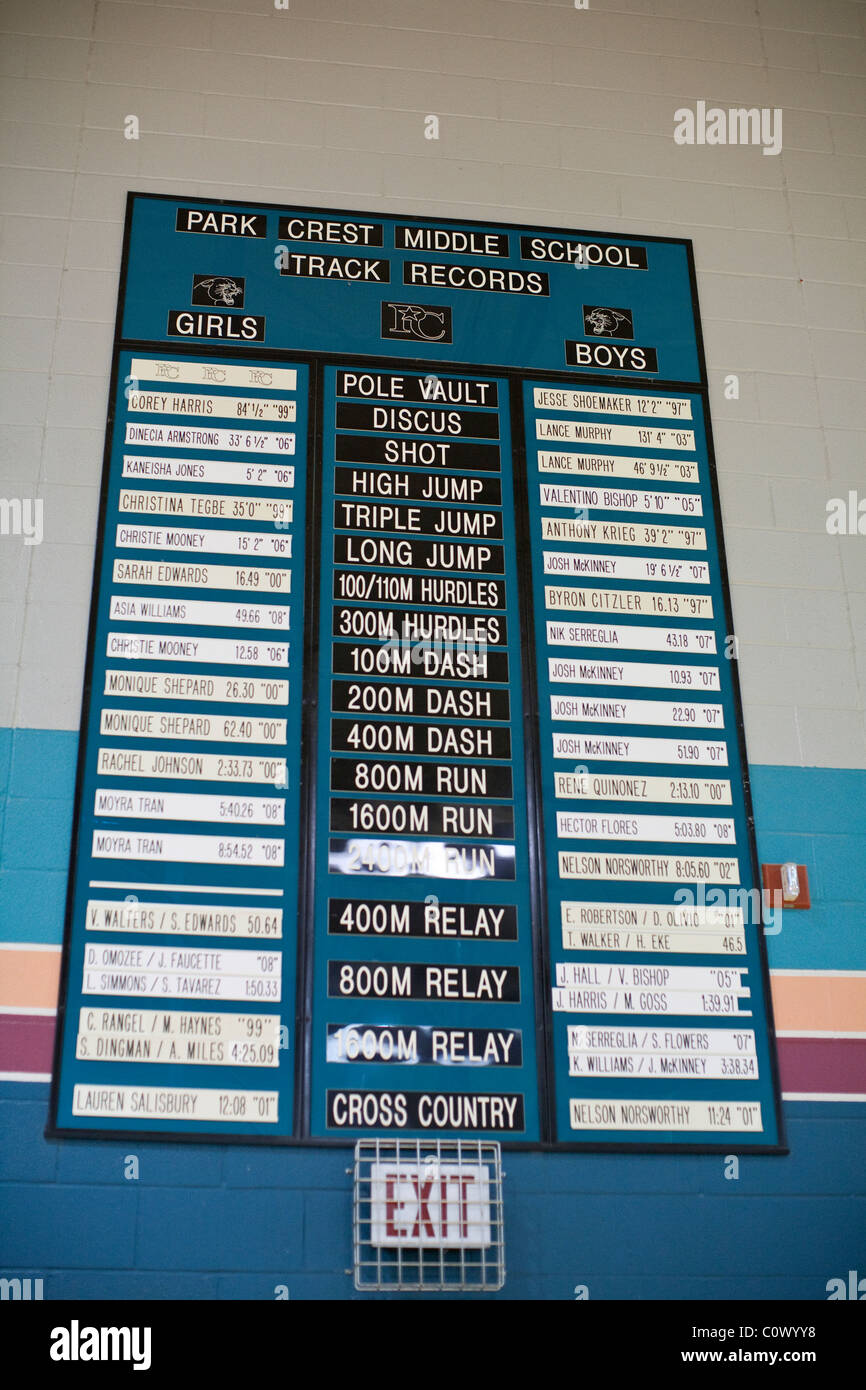 PARK CREST MIDDLE SCHOOL
TRACK RECORDS
GIRLS
PC
BOYS
PC PC PC
POLE VAULT
JESSE SHOEMAKER 12'2" "97"
COREY HARRIS 84'½" "99"
DISCUS
LANCE MURPHY 131' 4" "03"
DINECIA ARMSTRONG 33' 6½" "06"
SHOT
LANCE MURPHY 46' 9½" "03"
KANEISHA JONES 5' 2" "06"
HIGH JUMP
VALENTINO BISHOP 5'10" "05"
CHRISTINA TEGBE 35'0" "99"
TRIPLE JUMP
ANTHONY KRIEG 39'2" "97"
CHRISTIE MOONEY 15' 2" "06"
LONG JUMP
JOSH McKINNEY 19' 6½" "07"
SARAH EDWARDS 16.49 "00"
100/110M HURDLES
BYRON CITZLER 16.13 "97"
ASIA WILLIAMS 49.66 "08"
300M HURDLES
NIK SERREGLIA 43.18 "07"
CHRISTIE MOONEY 12.58 "06"
100M DASH
JOSH McKINNEY 10.93 "07"
MONIQUE SHEPARD 26.30 "00"
200M DASH
JOSH McKINNEY 22.90 "07"
MONIQUE SHEPARD 62.40 "00"
400M DASH
JOSH McKINNEY 51.90 "07"
RACHEL JOHNSON 2:33.73 "00"
800M RUN
RENE QUINONEZ 2:13.10 "00"
MOYRA TRAN 5:40.26 "08"
1600M RUN
HECTOR FLORES 5:03.80 "08"
MOYRA TRAN 8:54.52 "08"
2400M RUN
NELSON NORSWORTHY 8:05.60 "02"
V. WALTERS / S. EDWARDS 50.64
400M RELAY
E. ROBERTSON / D. OLIVIO "01"
T. WALKER / H. EKE 46.5
D. OMOZEE / J. FAUCETTE "08"
L. SIMMONS / S. TAVAREZ 1:50.33
800M RELAY
J. HALL / V. BISHOP "05"
J. HARRIS / M. GOSS 1:39.91
C. RANGEL / M. HAYNES "99"
S. DINGMAN / A. MILES 4:25.09
1600M RELAY
N. SERREGLIA / S. FLOWERS "07"
K. WILLIAMS / J. McKINNEY 3:38.34
LAUREN SALISBURY 12:08 "01"
CROSS COUNTRY
NELSON NORSWORTHY 11:24 "01"
EXIT
alamy
Image ID: C0WYY8
www.alamy.com